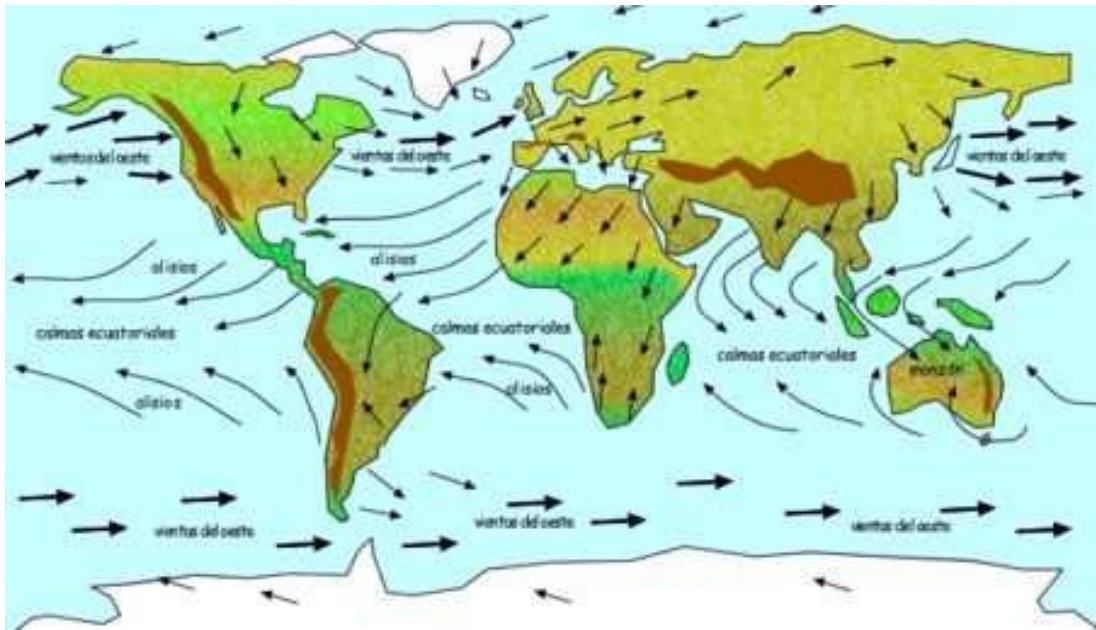 vientos del oeste
vientos del oeste
vientos del oeste
alisios
alisios
calmas ecuatoriales
calmas ecuatoriales
calmas ecuatoriales
monzón
alisios
alisios
vientos del oeste
vientos del oeste
vientos del oeste